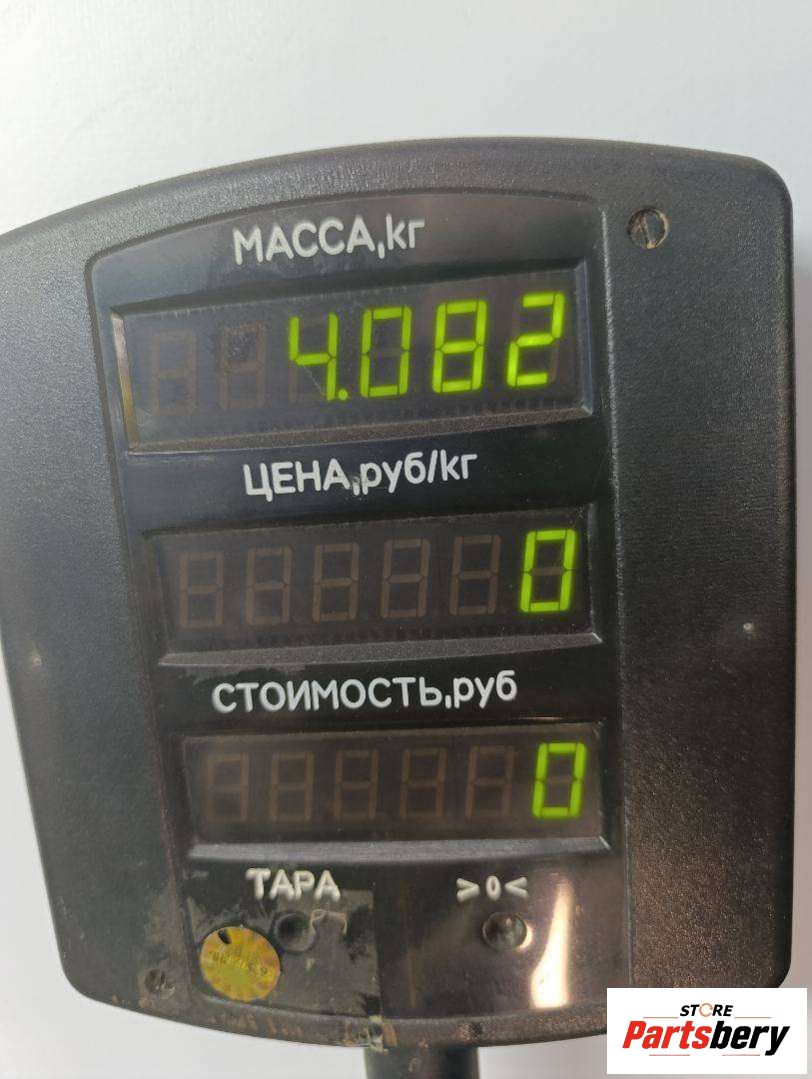 МАССА,кг
4.082
ЦЕНА,руб/кг
0
СТОИМОСТЬ,руб
0
ТАРА >0<
STORE
Partsbery